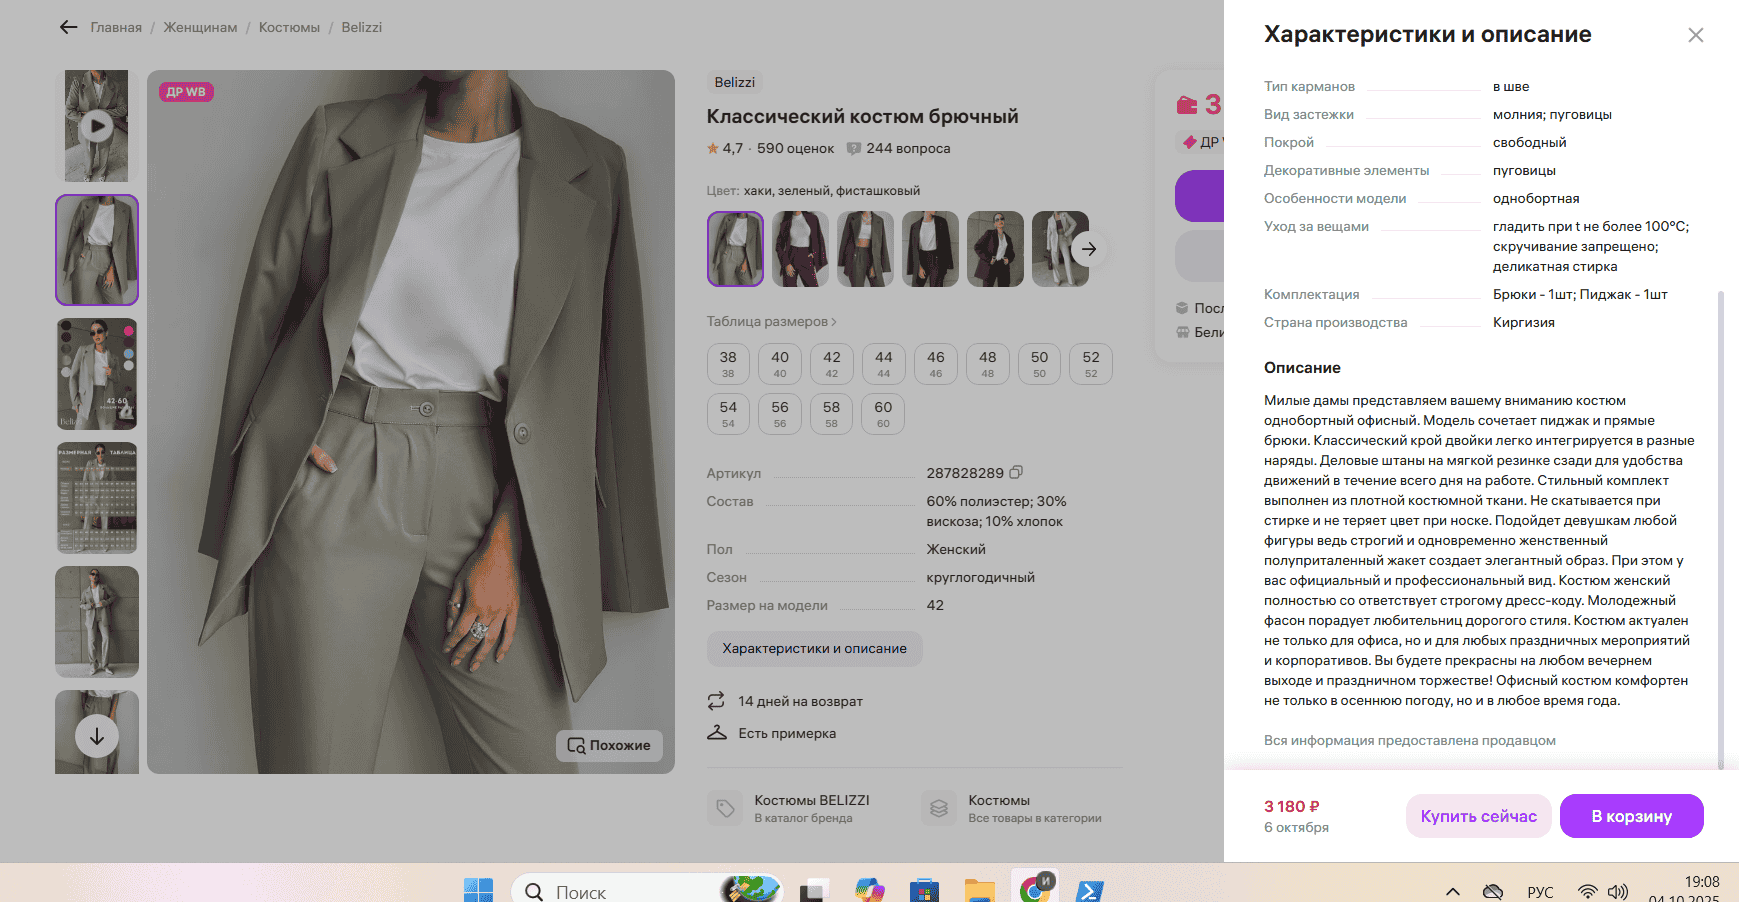 Главная / Женщинам / Костюмы / Belizzi
ДР WB
Похожие
Belizzi
Классический костюм брючный
4,7 · 590 оценок 244 вопроса
Цвет: хаки, зеленый, фисташковый
Таблица размеров
38 40 42 44 46 48 50 52
38 40 42 44 46 48 50 52
54 56 58 60
54 56 58 60
Артикул 287828289
Состав 60% полиэстер; 30%
вискоза; 10% хлопок
Пол Женский
Сезон круглогодичный
Размер на модели 42
Характеристики и описание
14 дней на возврат
Есть примерка
Костюмы BELIZZI
В каталог бренда
Костюмы
Все товары в категории
3
ДР
Посл
Бели
Характеристики и описание
Тип карманов в шве
Вид застежки молния; пуговицы
Покрой свободный
Декоративные элементы пуговицы
Особенности модели однобортная
Уход за вещами гладить при t не более 100°C;
скручивание запрещено;
деликатная стирка
Комплектация Брюки - 1шт; Пиджак - 1шт
Страна производства Киргизия
Описание
Милые дамы представляем вашему вниманию костюм
однобортный офисный. Модель сочетает пиджак и прямые
брюки. Классический крой двойки легко интегрируется в разные
наряды. Деловые штаны на мягкой резинке сзади для удобства
движений в течение всего дня на работе. Стильный комплект
выполнен из плотной костюмной ткани. Не скатывается при
стирке и не теряет цвет при носке. Подойдет девушкам любой
фигуры ведь строгий и одновременно женственный
полуприталенный жакет создает элегантный образ. При этом у
вас официальный и профессиональный вид. Костюм женский
полностью со ответствует строгому дресс-коду. Молодежный
фасон порадует любительниц дорогого стиля. Костюм актуален
не только для офиса, но и для любых праздничных мероприятий
и корпоративов. Вы будете прекрасны на любом вечернем
выходе и праздничном торжестве! Офисный костюм комфортен
не только в осеннюю погоду, но и в любое время года.
Вся информация предоставлена продавцом
3 180 ₽
6 октября
Купить сейчас
В корзину
РАЗМЕРНАЯ ТАБЛИЦА
42-60
Поиск
И
РУС
19:08
04.10.2025